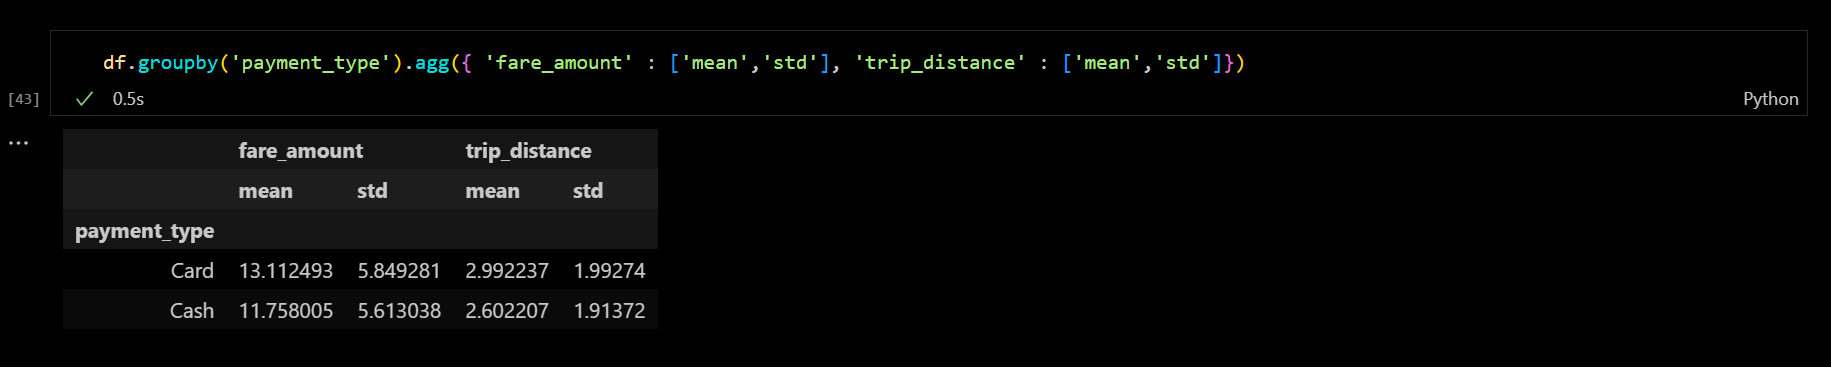 df.groupby('payment_type').agg({ 'fare_amount' : ['mean','std'], 'trip_distance' : ['mean','std']})
[43] 0.5s Python
...
fare_amount trip_distance
mean std mean std
payment_type
Card 13.112493 5.849281 2.992237 1.99274
Cash 11.758005 5.613038 2.602207 1.91372